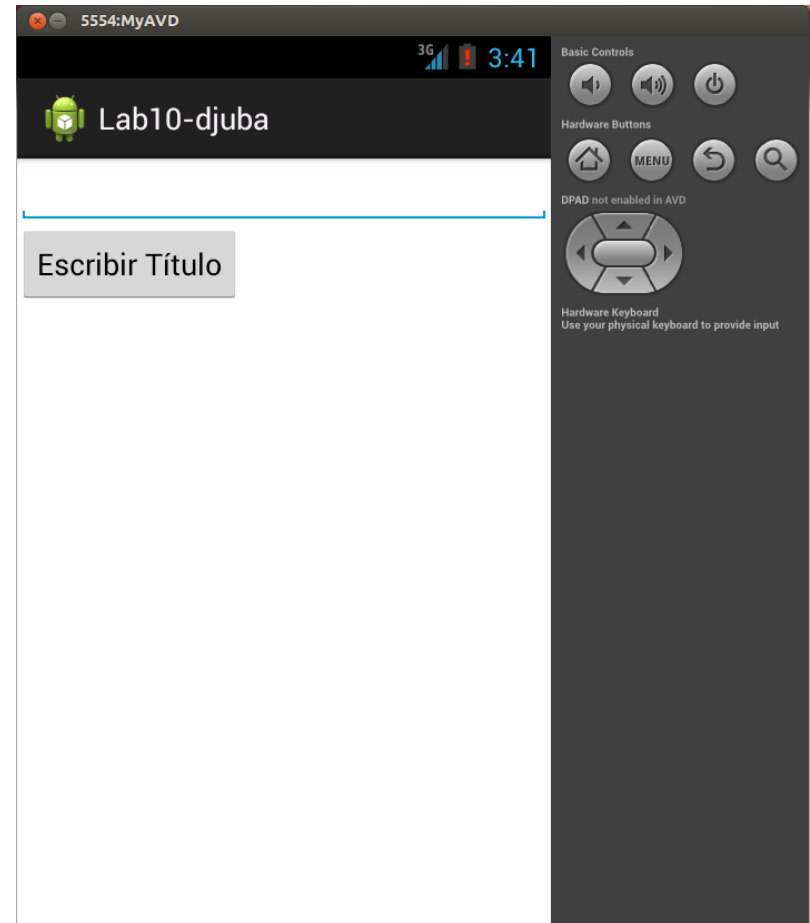 5554:MyAVD
3G 3:41
Lab10-djuba
Escribir Título
Basic Controls
Hardware Buttons
MENU
DPAD not enabled in AVD
Hardware Keyboard
Use your physical keyboard to provide input